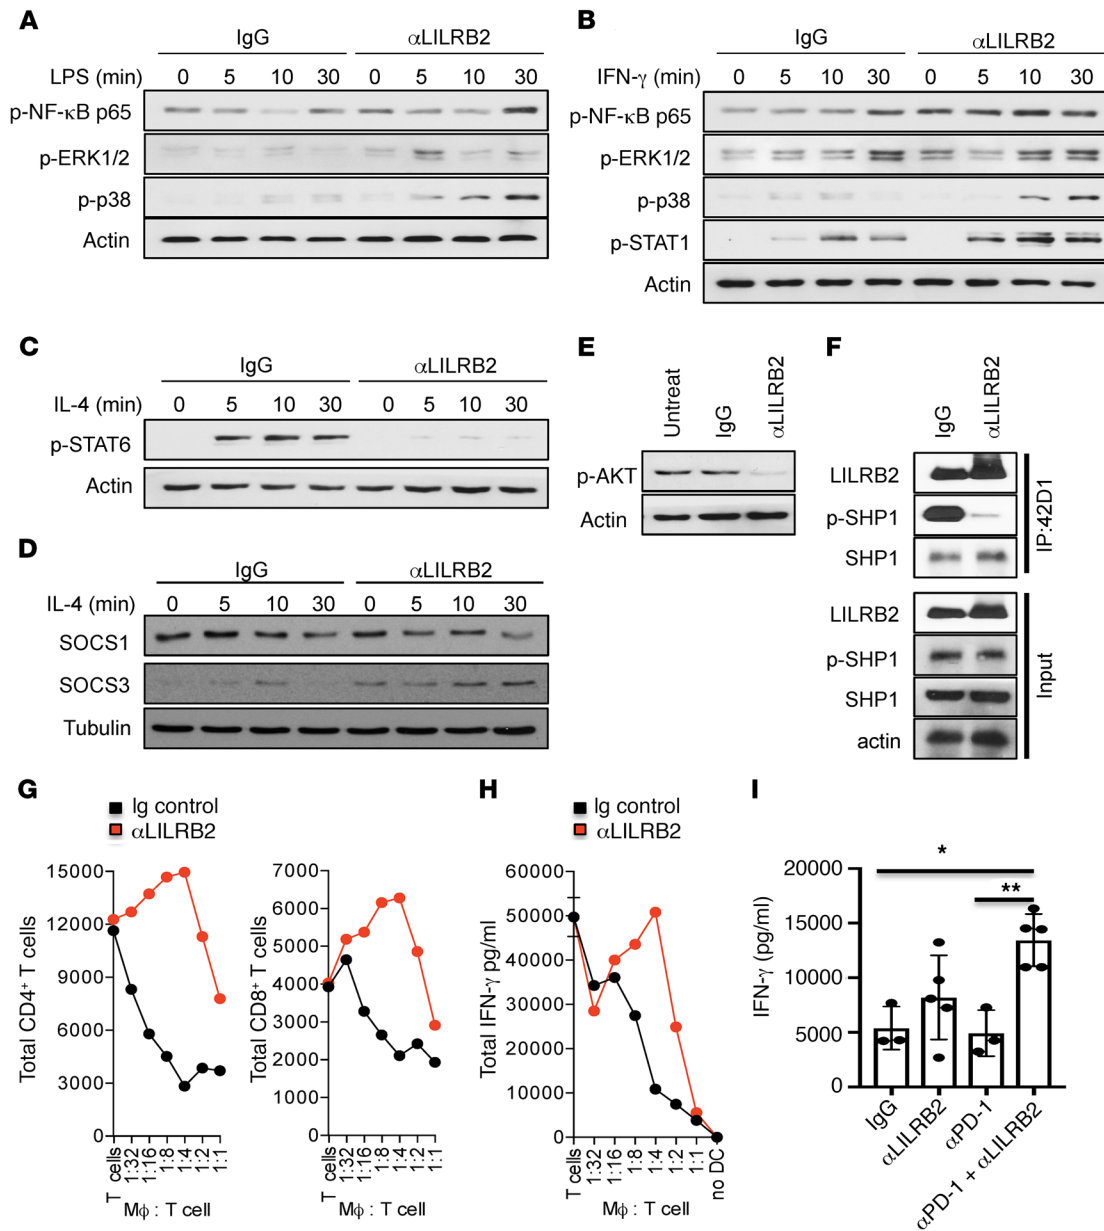 A
IgG αLILRB2
LPS (min) 0 5 10 30 0 5 10 30
p-NF-κB p65
p-ERK1/2
p-p38
Actin
B
IgG αLILRB2
IFN-γ (min) 0 5 10 30 0 5 10 30
p-NF-κB p65
p-ERK1/2
p-p38
p-STAT1
Actin
C
IgG αLILRB2
IL-4 (min) 0 5 10 30 0 5 10 30
p-STAT6
Actin
D
IgG αLILRB2
IL-4 (min) 0 5 10 30 0 5 10 30
SOCS1
SOCS3
Tubulin
E
Untreat IgG αLILRB2
p-AKT
Actin
F
IgG αLILRB2
LILRB2
p-SHP1
SHP1
IP:42D1
LILRB2
p-SHP1
SHP1
actin
Input
G
Ig control
αLILRB2
Total CD4+ T cells
15000
12000
9000
6000
3000
0
T cells 1:32 1:16 1:8 1:4 1:2 1:1
Mϕ : T cell
Total CD8+ T cells
7000
6000
5000
4000
3000
2000
1000
0
T cells 1:32 1:16 1:8 1:4 1:2 1:1
Mϕ : T cell
H
Ig control
αLILRB2
Total IFN-γ pg/ml
60000
50000
40000
30000
20000
10000
0
T cells 1:32 1:16 1:8 1:4 1:2 1:1 no DC
Mϕ : T cell
I
*
**
IFN-γ (pg/ml)
20000
15000
10000
5000
0
IgG
αLILRB2
αPD-1
αPD-1 + αLILRB2